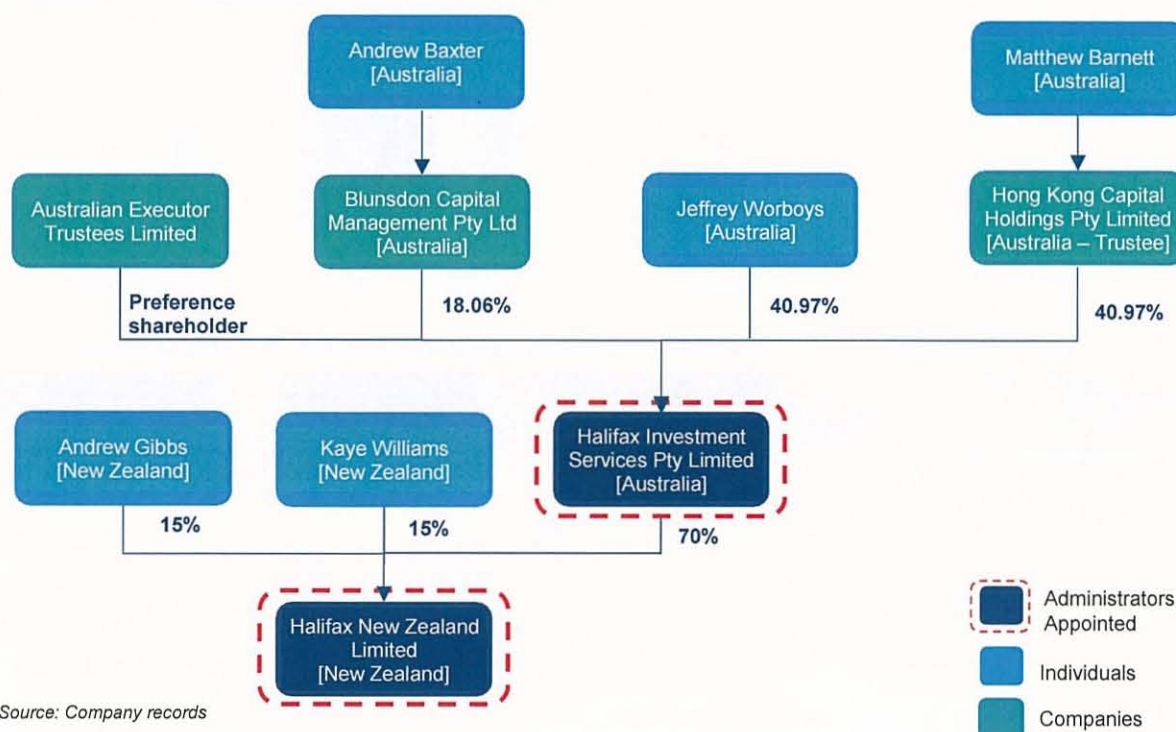 Andrew Baxter
[Australia]
Matthew Barnett
[Australia]
Australian Executor
Trustees Limited
Blunsdon Capital
Management Pty Ltd
[Australia]
Jeffrey Worboys
[Australia]
Hong Kong Capital
Holdings Pty Limited
[Australia – Trustee]
Preference
shareholder
18.06%
40.97%
40.97%
Andrew Gibbs
[New Zealand]
Kaye Williams
[New Zealand]
Halifax Investment
Services Pty Limited
[Australia]
15%
15%
70%
Halifax New Zealand
Limited
[New Zealand]
Administrators
Appointed
Individuals
Companies
Source: Company records